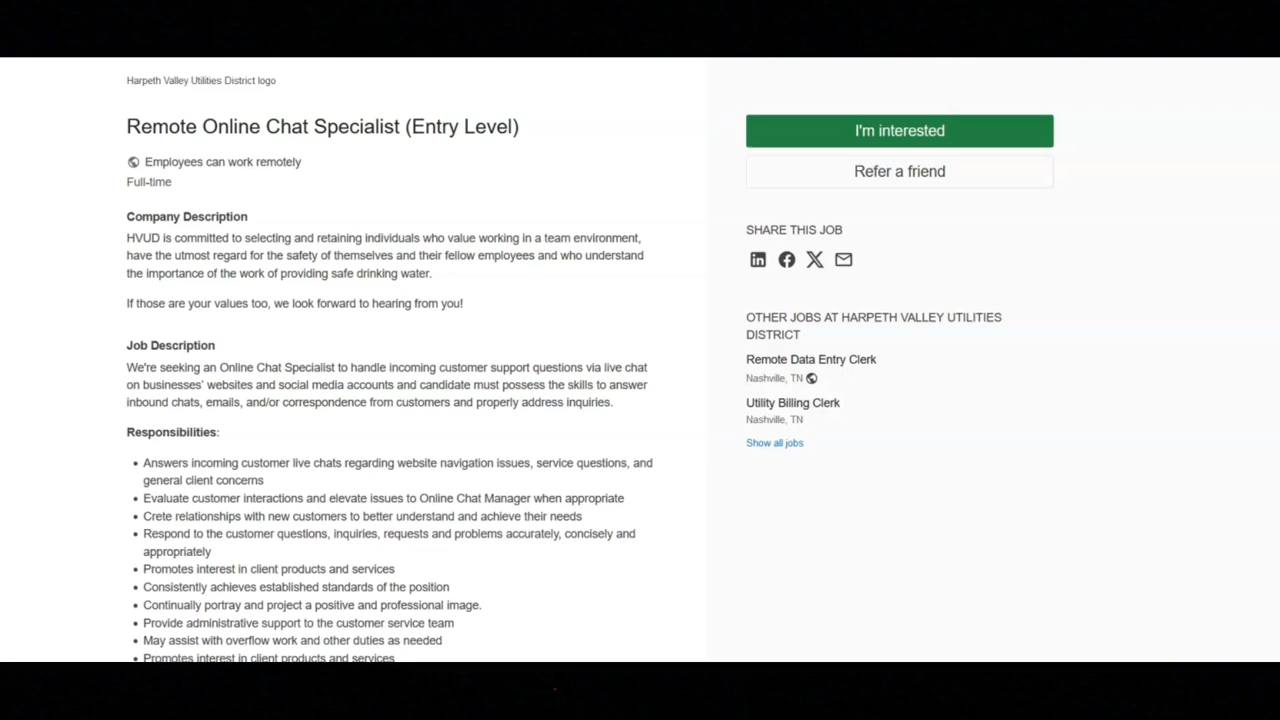 Harpeth Valley Utilities District logo
Remote Online Chat Specialist (Entry Level)
Employees can work remotely
Full-time
Company Description
HVUD is committed to selecting and retaining individuals who value working in a team environment,
have the utmost regard for the safety of themselves and their fellow employees and who understand
the importance of the work of providing safe drinking water.
If those are your values too, we look forward to hearing from you!
Job Description
We're seeking an Online Chat Specialist to handle incoming customer support questions via live chat
on businesses' websites and social media accounts and candidate must possess the skills to answer
inbound chats, emails, and/or correspondence from customers and properly address inquiries.
Responsibilities:
• Answers incoming customer live chats regarding website navigation issues, service questions, and
general client concerns
• Evaluate customer interactions and elevate issues to Online Chat Manager when appropriate
• Crete relationships with new customers to better understand and achieve their needs
• Respond to the customer questions, inquiries, requests and problems accurately, concisely and
appropriately
• Promotes interest in client products and services
• Consistently achieves established standards of the position
• Continually portray and project a positive and professional image.
• Provide administrative support to the customer service team
• May assist with overflow work and other duties as needed
• Promotes interest in client products and services
I'm interested
Refer a friend
SHARE THIS JOB
OTHER JOBS AT HARPETH VALLEY UTILITIES
DISTRICT
Remote Data Entry Clerk
Nashville, TN
Utility Billing Clerk
Nashville, TN
Show all jobs